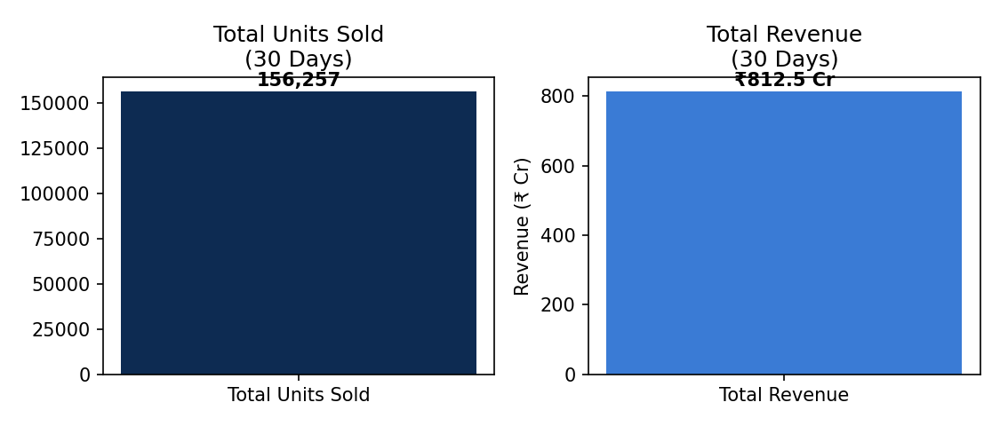 Total Units Sold
(30 Days)
156,257
150000
125000
100000
75000
50000
25000
0
Total Units Sold
Total Revenue
(30 Days)
₹812.5 Cr
Revenue (₹ Cr)
800
600
400
200
0
Total Revenue